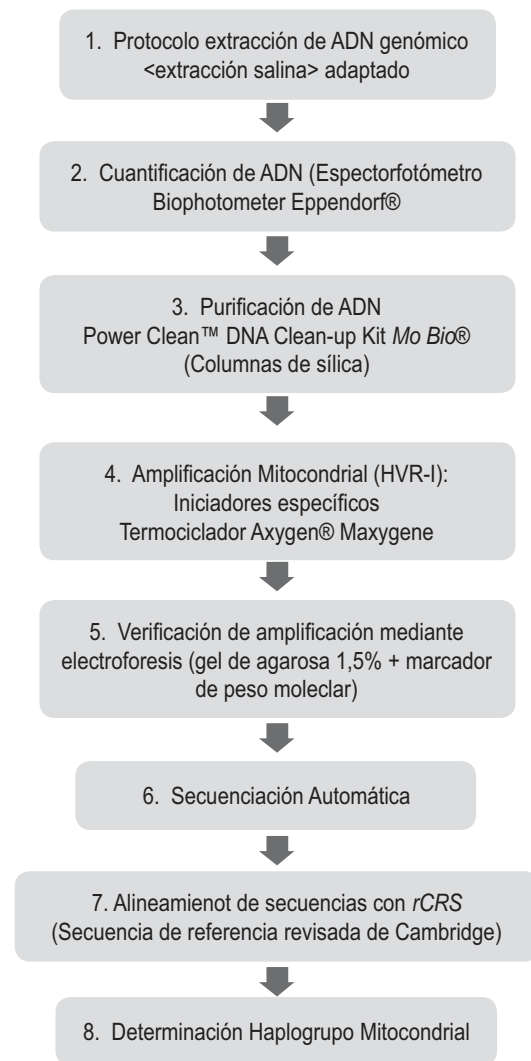 1. Protocolo extracción de ADN genómico
<extracción salina> adaptado
2. Cuantificación de ADN (Espectorfotómetro
Biophotometer Eppendorf®
3. Purificación de ADN
Power Clean™ DNA Clean-up Kit Mo Bio®
(Columnas de sílica)
4. Amplificación Mitocondrial (HVR-I):
Iniciadores específicos
Termociclador Axygen® Maxygene
5. Verificación de amplificación mediante
electroforesis (gel de agarosa 1,5% + marcador
de peso moleclar)
6. Secuenciación Automática
7. Alineamienot de secuencias con rCRS
(Secuencia de referencia revisada de Cambridge)
8. Determinación Haplogrupo Mitocondrial